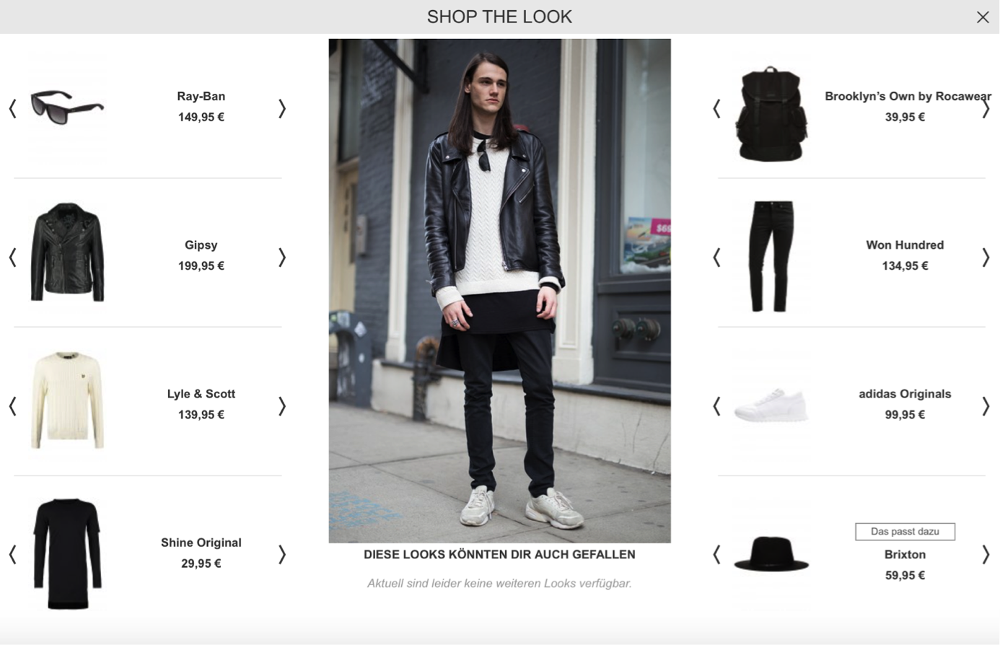 SHOP THE LOOK
Ray-Ban
149,95 €
Gipsy
199,95 €
Lyle & Scott
139,95 €
Shine Original
29,95 €
$69
DIESE LOOKS KÖNNTEN DIR AUCH GEFALLEN
Aktuell sind leider keine weiteren Looks verfügbar.
Brooklyn's Own by Rocawear
39,95 €
Won Hundred
134,95 €
adidas Originals
99,95 €
Das passt dazu
Brixton
59,95 €